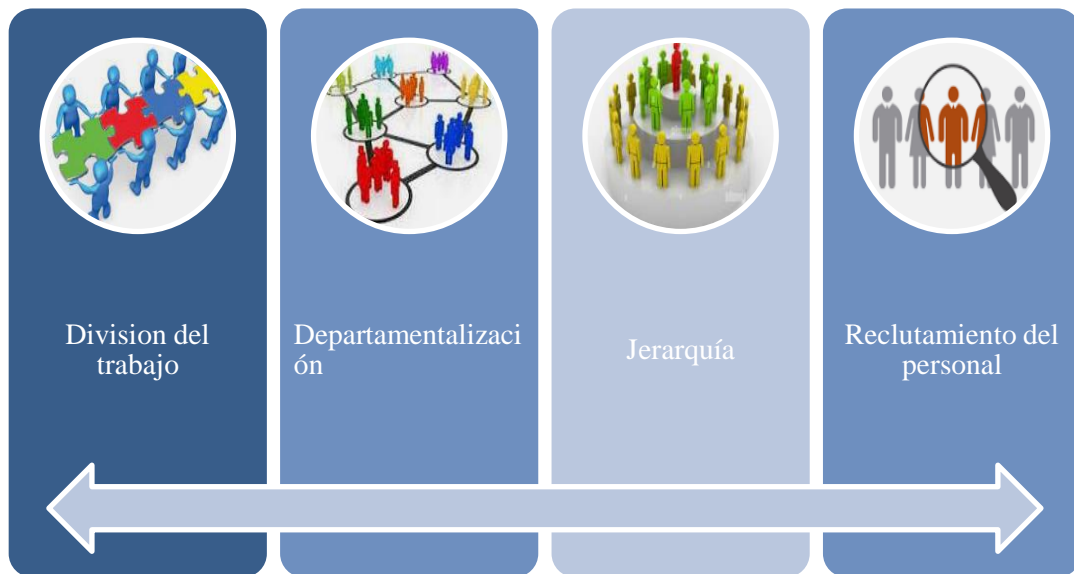 Division del
trabajo
Departamentalizaci
ón
Jerarquía
Reclutamiento del
personal